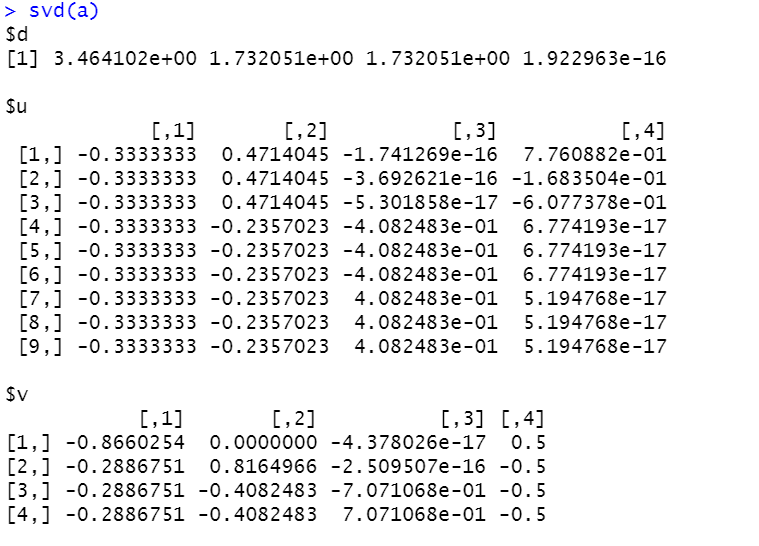 > svd(a)
$d
[1] 3.464102e+00 1.732051e+00 1.732051e+00 1.922963e-16
$u
[,1] [,2] [,3] [,4]
[1,] -0.3333333 0.4714045 -1.741269e-16 7.760882e-01
[2,] -0.3333333 0.4714045 -3.692621e-16 -1.683504e-01
[3,] -0.3333333 0.4714045 -5.301858e-17 -6.077378e-01
[4,] -0.3333333 -0.2357023 -4.082483e-01 6.774193e-17
[5,] -0.3333333 -0.2357023 -4.082483e-01 6.774193e-17
[6,] -0.3333333 -0.2357023 -4.082483e-01 6.774193e-17
[7,] -0.3333333 -0.2357023 4.082483e-01 5.194768e-17
[8,] -0.3333333 -0.2357023 4.082483e-01 5.194768e-17
[9,] -0.3333333 -0.2357023 4.082483e-01 5.194768e-17
$v
[,1] [,2] [,3] [,4]
[1,] -0.8660254 0.0000000 -4.378026e-17 0.5
[2,] -0.2886751 0.8164966 -2.509507e-16 -0.5
[3,] -0.2886751 -0.4082483 -7.071068e-01 -0.5
[4,] -0.2886751 -0.4082483 7.071068e-01 -0.5